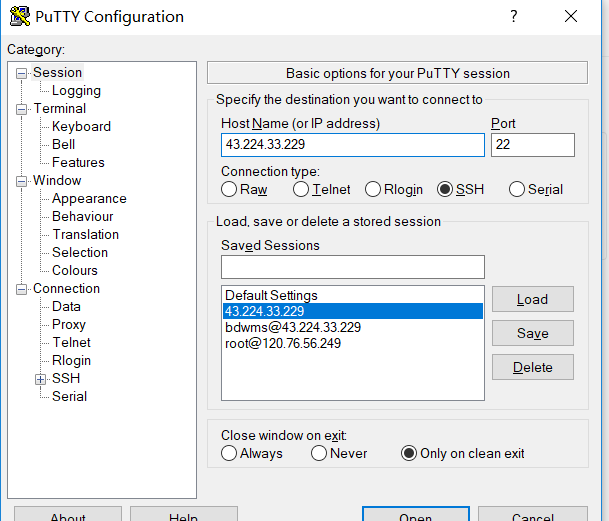 PuTTY Configuration
?
Category:
Session
Logging
Terminal
Keyboard
Bell
Features
Window
Appearance
Behaviour
Translation
Selection
Colours
Connection
Data
Proxy
Telnet
Rlogin
SSH
Serial
Basic options for your PuTTY session
Specify the destination you want to connect to
Host Name (or IP address) Port
43.224.33.229 22
Connection type:
Raw Telnet Rlogin SSH Serial
Load, save or delete a stored session
Saved Sessions
Default Settings
43.224.33.229
bdwms@43.224.33.229
root@120.76.56.249
Load
Save
Delete
Close window on exit:
Always Never Only on clean exit
About Help Open Cancel